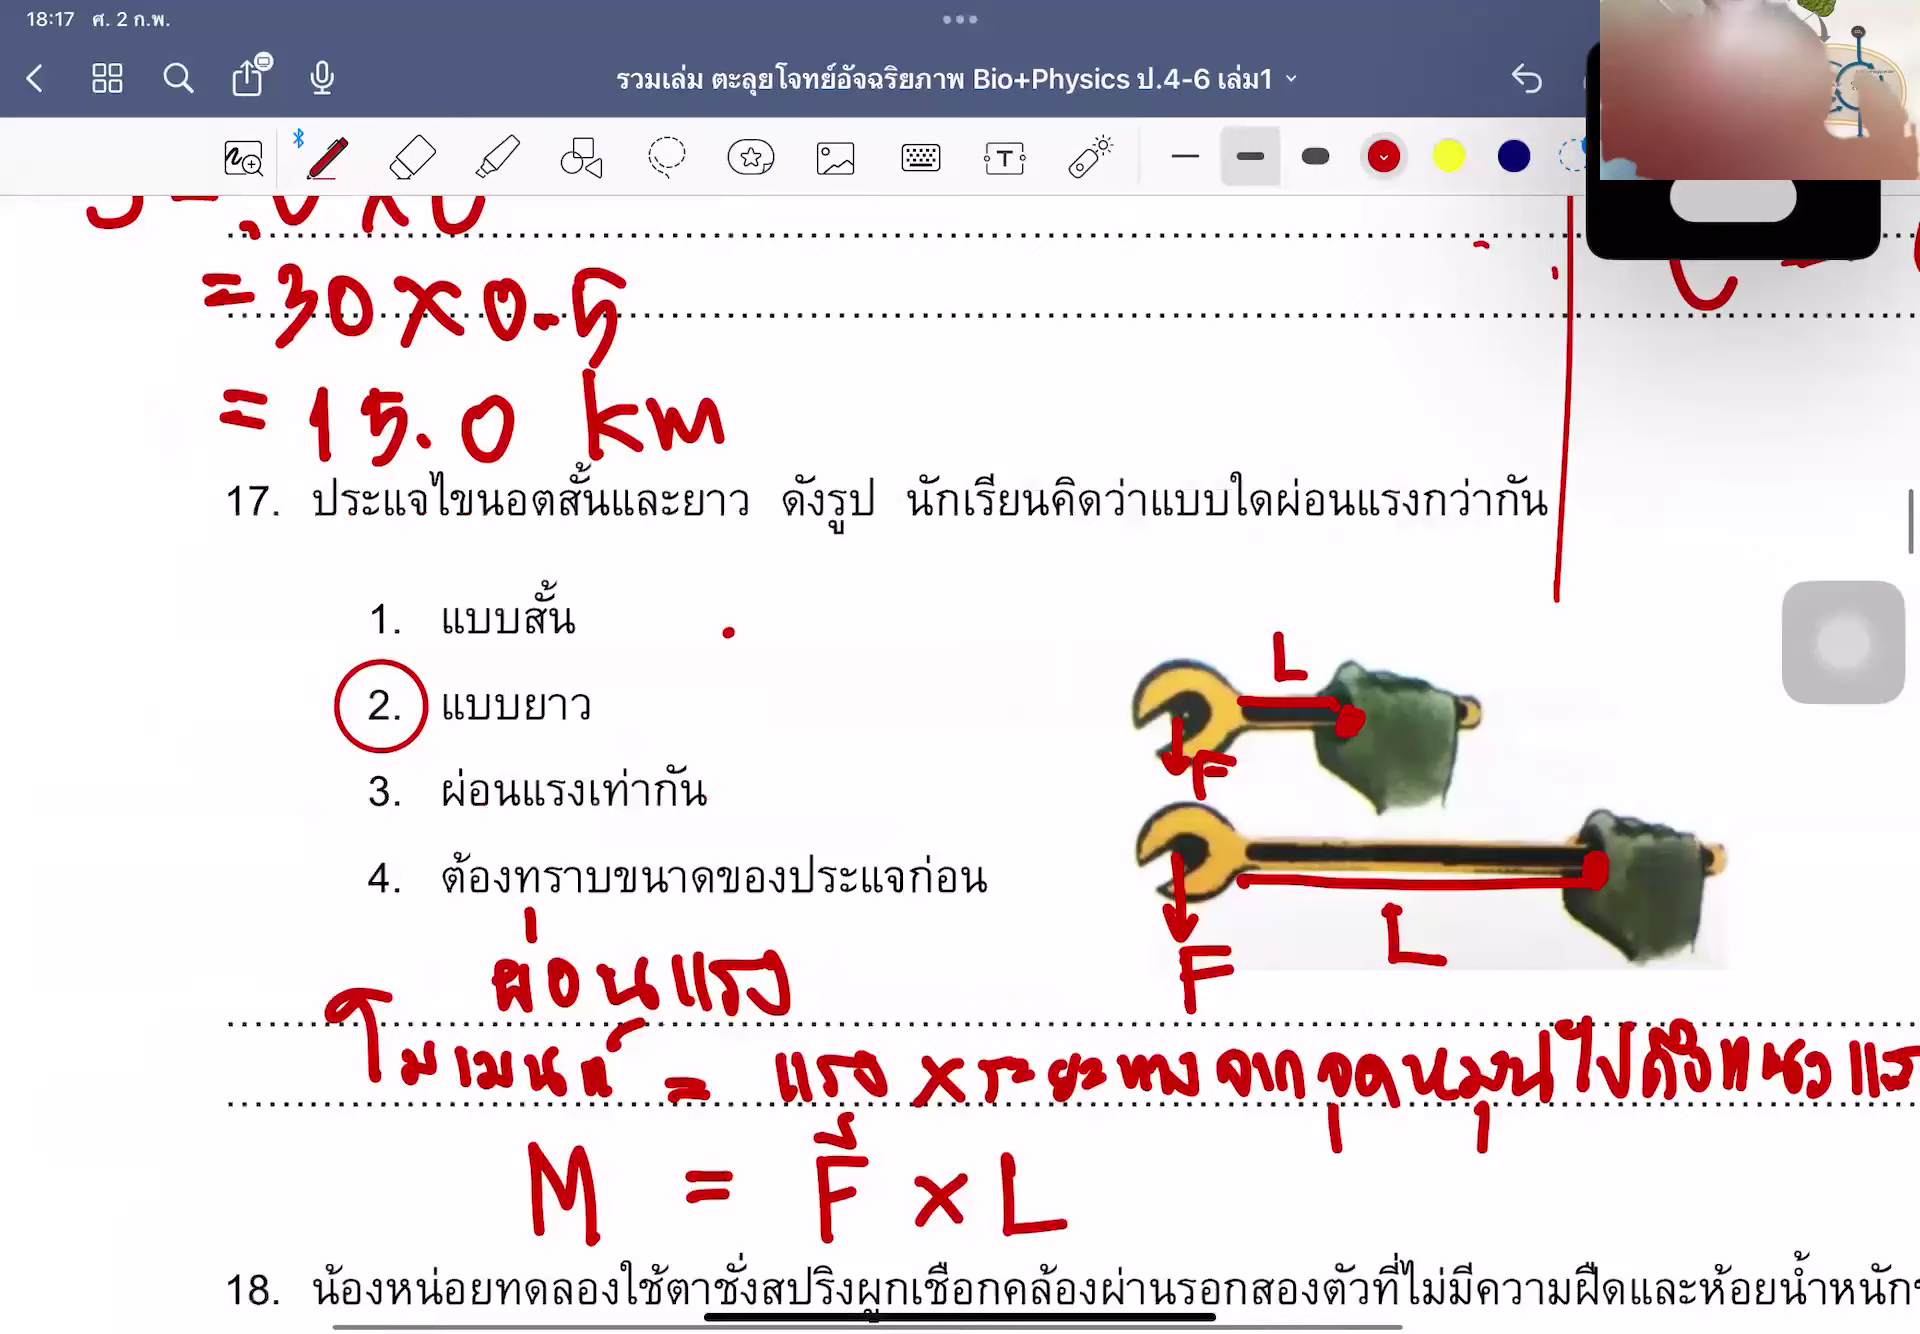 18:17 ศ. 2 ก.พ.
รวมเล่ม ตะลุยโจทย์อัจฉริยภาพ Bio+Physics ป.4-6 เล่ม1
= 30 × 0.5
= 15.0 km
17. ประแจไขนอตสั้นและยาว ดังรูป นักเรียนคิดว่าแบบใดผ่อนแรงกว่ากัน
1. แบบสั้น
L
2. แบบยาว
F
3. ผ่อนแรงเท่ากัน
4. ต้องทราบขนาดของประแจก่อน
L
F
ผ่อนแรง
โมเมนต์ = แรง × ระยะทางจากจุดหมุนไปถึงแนวแร
M = F × L
18. น้องหน่อยทดลองใช้ตาชั่งสปริงผูกเชือกคล้องผ่านรอกสองตัวที่ไม่มีความฝืดและห้อยน้ำหนัก